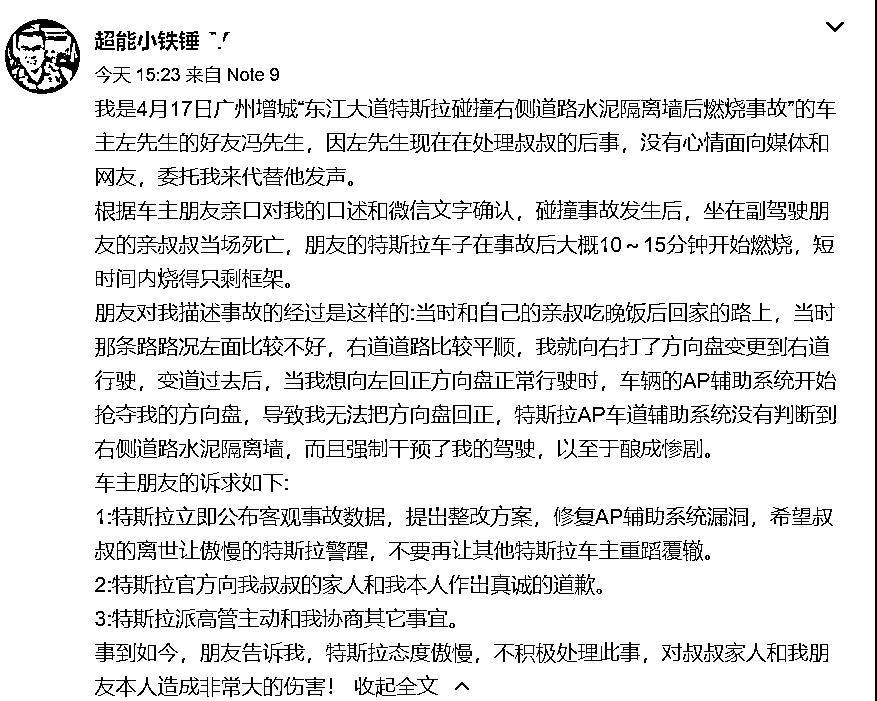 超能小铁锤
今天 15:23 来自 Note 9
我是4月17日广州增城“东江大道特斯拉碰撞右侧道路水泥隔离墙后燃烧事故”的车
主左先生的好友冯先生，因左先生现在在处理叔叔的后事，没有心情面向媒体和
网友，委托我来代替他发声。
根据车主朋友亲口对我的口述和微信文字确认，碰撞事故发生后，坐在副驾驶朋
友的亲叔叔当场死亡，朋友的特斯拉车子在事故后大概10～15分钟开始燃烧，短
时间内烧得只剩框架。
朋友对我描述事故的经过是这样的:当时和自己的亲叔吃晚饭后回家的路上，当时
那条路路况左面比较不好，右道道路比较平顺，我就向右打了方向盘变更到右道
行驶，变道过去后，当我想向左回正方向盘正常行驶时，车辆的AP辅助系统开始
抢夺我的方向盘，导致我无法把方向盘回正，特斯拉AP车道辅助系统没有判断到
右侧道路水泥隔离墙，而且强制干预了我的驾驶，以至于酿成惨剧。
车主朋友的诉求如下:
1:特斯拉立即公布客观事故数据，提出整改方案，修复AP辅助系统漏洞，希望叔
叔的离世让傲慢的特斯拉警醒，不要再让其他特斯拉车主重蹈覆辙。
2:特斯拉官方向我叔叔的家人和我本人作出真诚的道歉。
3:特斯拉派高管主动和我协商其它事宜。
事到如今，朋友告诉我，特斯拉态度傲慢，不积极处理此事，对叔叔家人和我朋
友本人造成非常大的伤害！ 收起全文